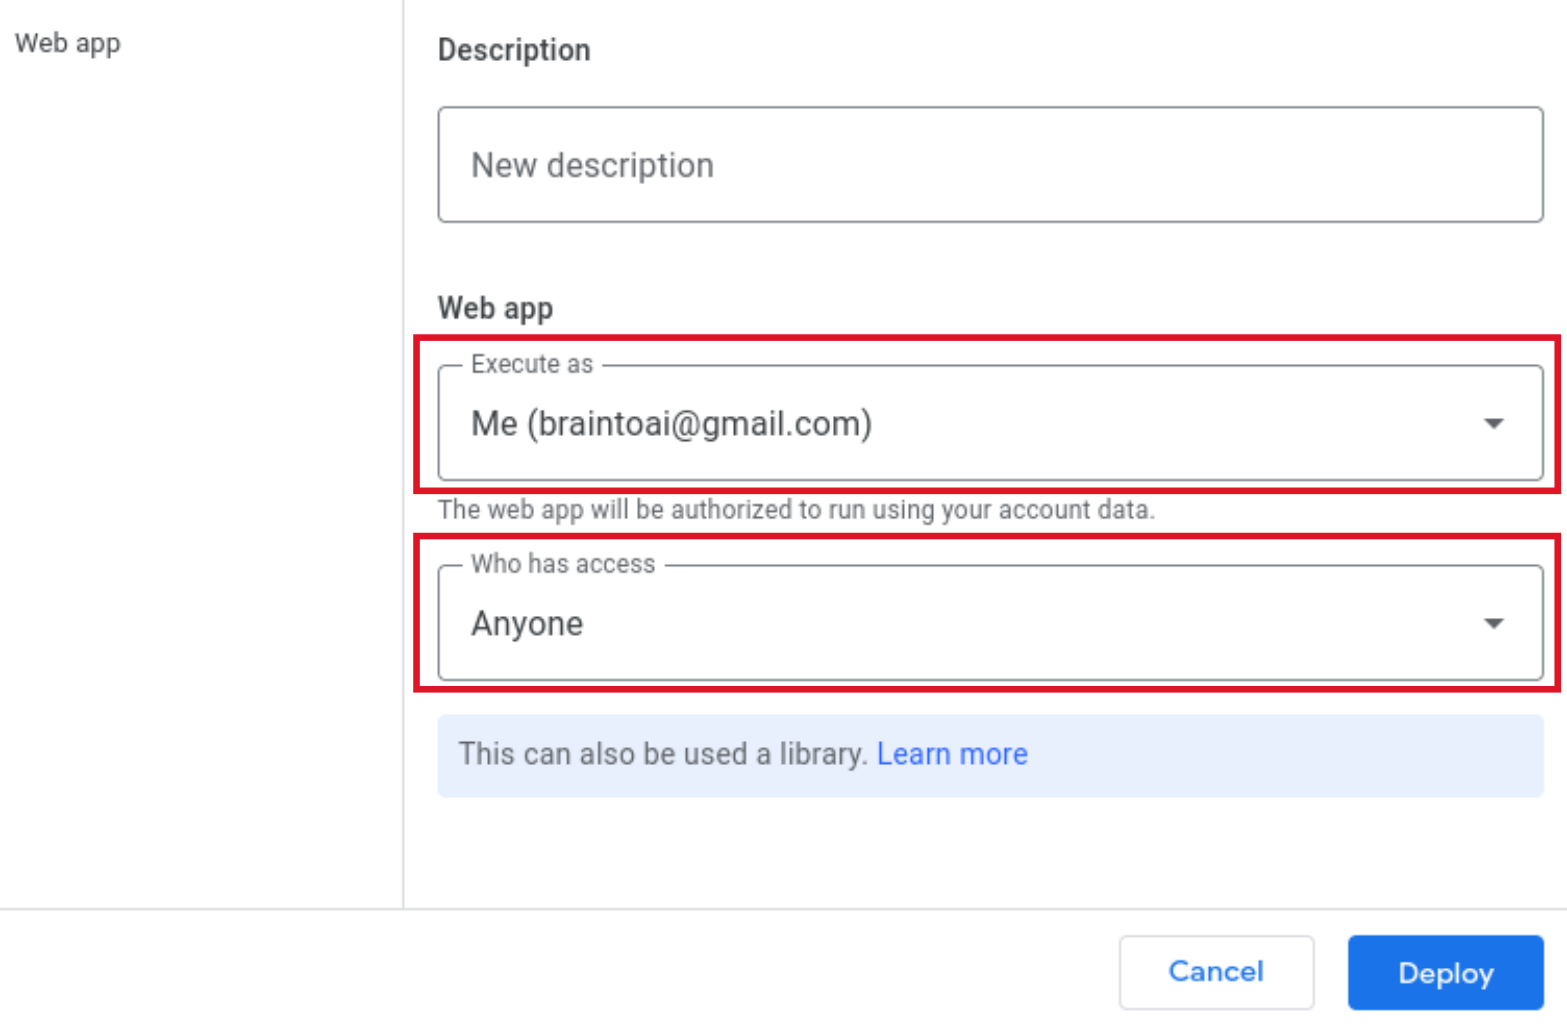 Web app
Description
New description
Web app
Execute as
Me (braintoai@gmail.com)
The web app will be authorized to run using your account data.
Who has access
Anyone
This can also be used a library. Learn more
Cancel
Deploy